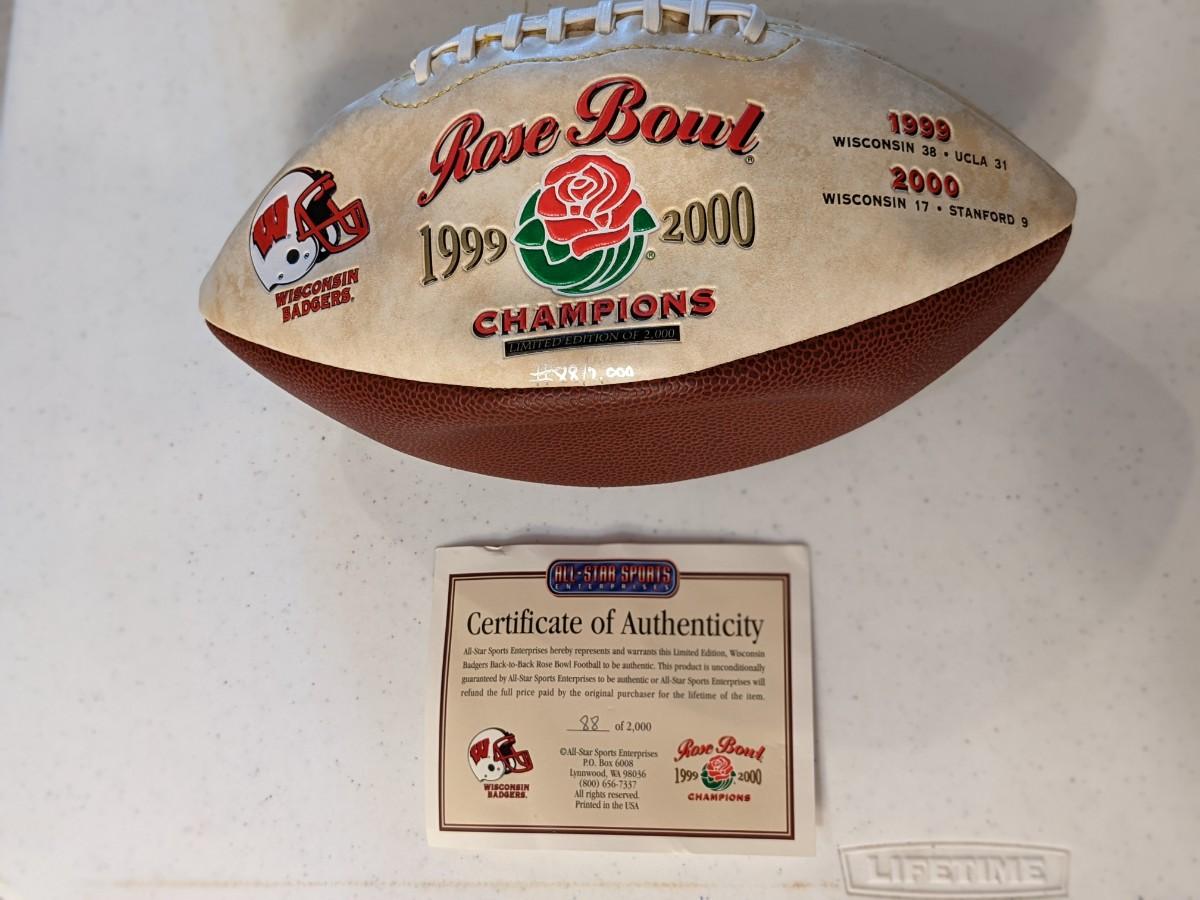 Rose Bowl®
1999 2000
CHAMPIONS
LIMITED EDITION OF 2,000
#88/2,000
W
WISCONSIN
BADGERS®
1999
WISCONSIN 38 • UCLA 31
2000
WISCONSIN 17 • STANFORD 9
ALL-STAR SPORTS
ENTERPRISES
Certificate of Authenticity
All-Star Sports Enterprises hereby represents and warrants this Limited Edition, Wisconsin
Badgers Back-to-Back Rose Bowl Football to be authentic. This product is unconditionally
guaranteed by All-Star Sports Enterprises to be authentic or All-Star Sports Enterprises will
refund the full price paid by the original purchaser for the lifetime of the item.
88 of 2,000
W
WISCONSIN
BADGERS®
©All-Star Sports Enterprises
P.O. Box 6008
Lynnwood, WA 98036
(800) 656-7337
All rights reserved.
Printed in the USA
Rose Bowl
1999 2000
CHAMPIONS
LIFETIME